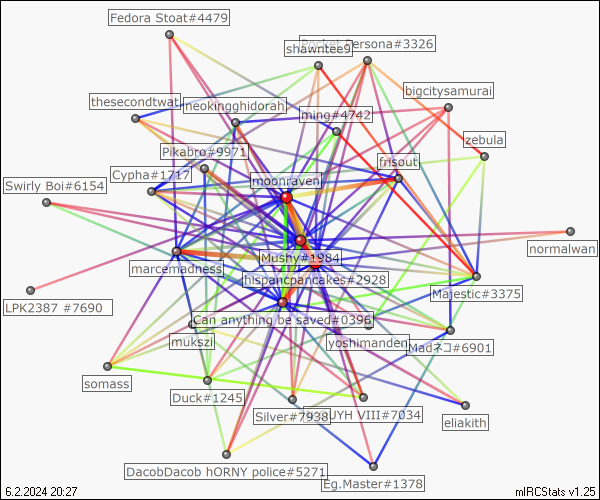 Fedora Stoat#4479
shawntee9
Pocket Persona#3326
bigcitysamurai
thesecondtwat
neokingghidorah
ming#4742
zebula
Pikabro#9971
frisout
Cypha#1717
moonraven
Swirly Boi#6154
normalwan
Mushy#1984
marcemadness
hispancpancakes#2928
Majestic#3375
LPK2387 #7690
Can anything be saved#0396
mukszi
yoshimanden
Madネコ#6901
somass
Duck#1245
eliakith
Silver#7938
UYH VIII#7034
DacobDacob hORNY police#5271
Eg.Master#1378
6.2.2024 20:27
mIRCStats v1.25